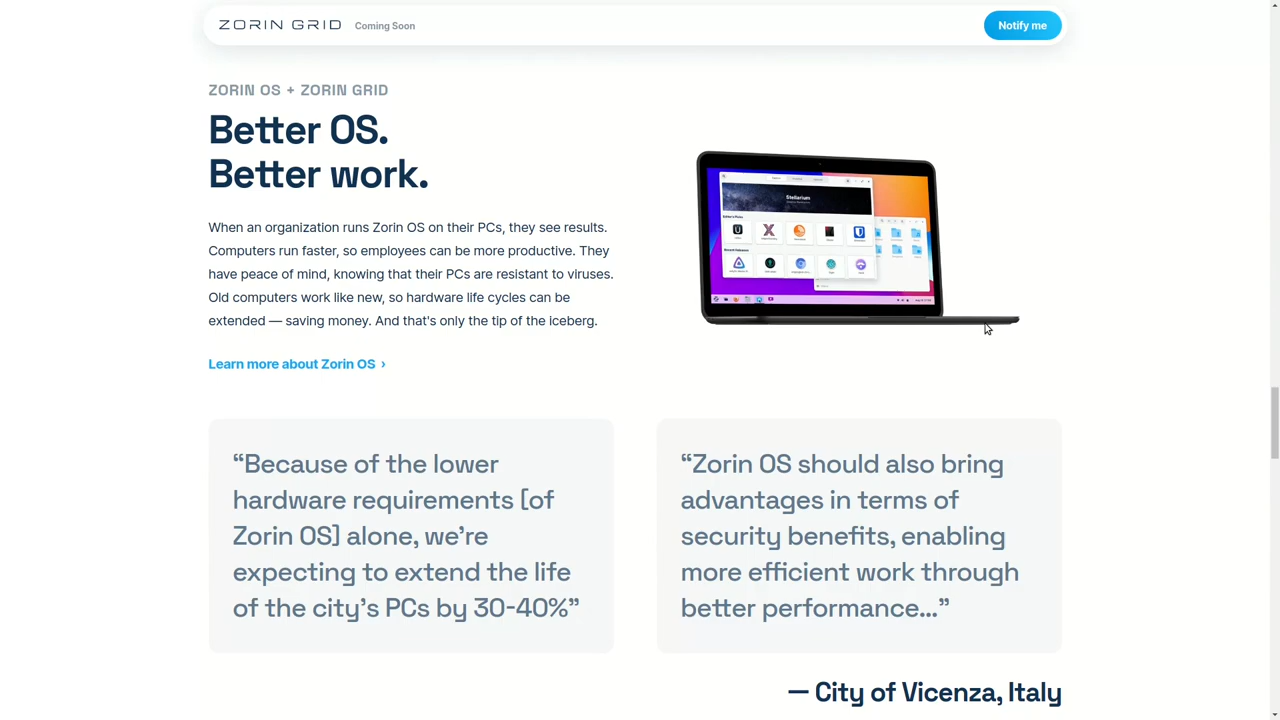 ZORIN GRID Coming Soon Notify me
ZORIN OS + ZORIN GRID
Better OS.
Better work.
When an organization runs Zorin OS on their PCs, they see results.
Computers run faster, so employees can be more productive. They
have peace of mind, knowing that their PCs are resistant to viruses.
Old computers work like new, so hardware life cycles can be
extended — saving money. And that's only the tip of the iceberg.
Learn more about Zorin OS ›
Stellarium
“Because of the lower
hardware requirements [of
Zorin OS] alone, we’re
expecting to extend the life
of the city’s PCs by 30-40%”
“Zorin OS should also bring
advantages in terms of
security benefits, enabling
more efficient work through
better performance...”
— City of Vicenza, Italy